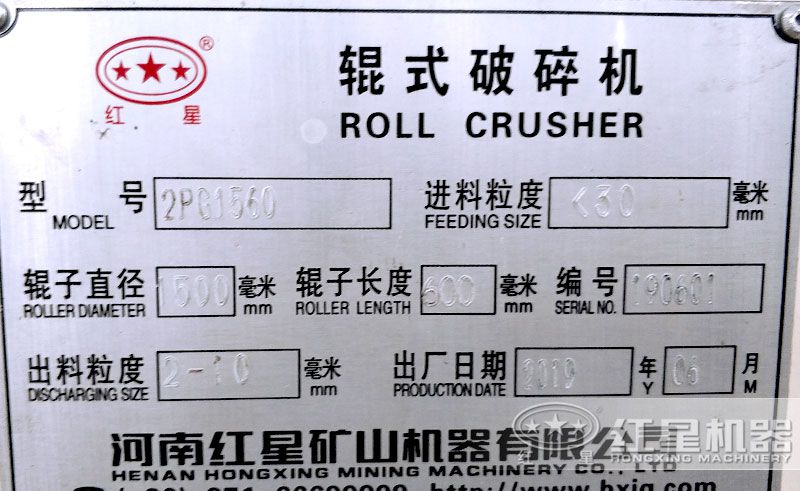 ®
红 星
辊式破碎机
ROLL CRUSHER
型 号 2PG1560 进料粒度 <30 毫米
MODEL FEEDING SIZE mm
辊子直径 1500 毫米 辊子长度 600 毫米 编号 190601
ROLLER DIAMETER mm ROLLER LENGTH mm SERIAL NO.
出料粒度 2-10 毫米 出厂日期 2019 年 06 月
DISCHARGING SIZE mm PRODUCTION DATE Y M
河南红星矿山机器有限公司
HENAN HONGXING MINING MACHINERY CO., LTD
红星机器
红 星